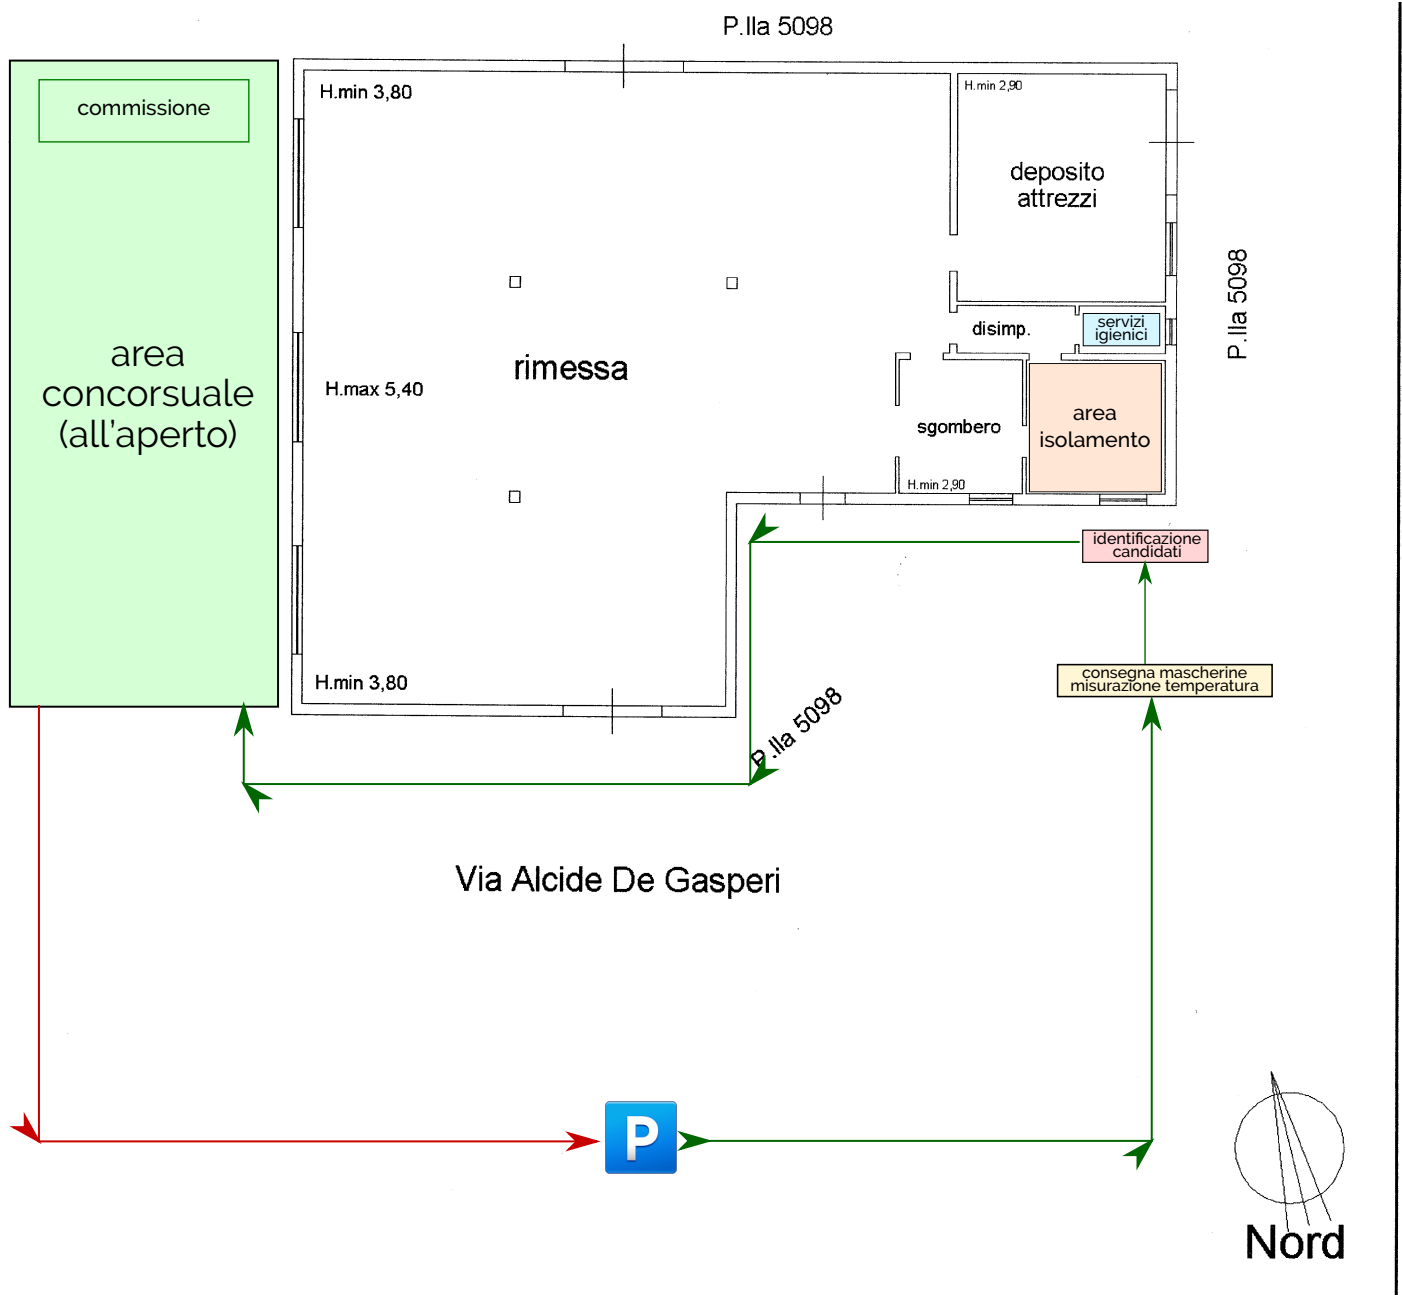 P.lla 5098
commissione
H.min 3,80
H.min 2,90
deposito
attrezzi
P.lla 5098
disimp.
servizi
igienici
area
concorsuale
(all'aperto)
rimessa
H.max 5,40
sgombero
area
isolamento
H.min 2,90
identificazione
candidati
consegna mascherine
misurazione temperatura
H.min 3,80
P.lla 5098
Via Alcide De Gasperi
P
Nord